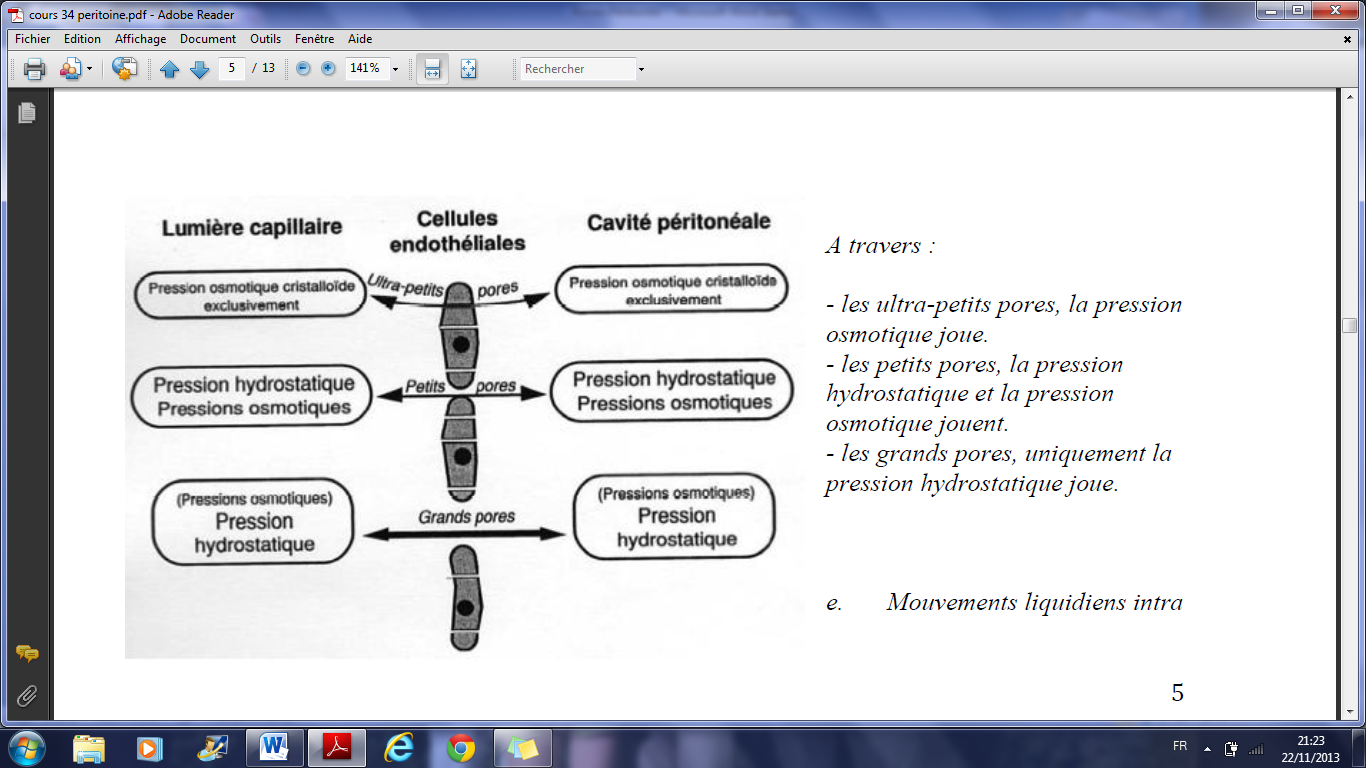 cours 34 peritoine.pdf - Adobe Reader
Fichier Edition Affichage Document Outils Fenêtre Aide
5 / 13 141% Rechercher
Lumière capillaire
Cellules
endothéliales
Cavité péritonéale
Pression osmotique cristalloïde
exclusivement
Ultra-petits pores
Pression osmotique cristalloïde
exclusivement
Pression hydrostatique
Pressions osmotiques
Petits pores
Pression hydrostatique
Pressions osmotiques
(Pressions osmotiques)
Pression
hydrostatique
Grands pores
(Pressions osmotiques)
Pression
hydrostatique
A travers :
- les ultra-petits pores, la pression
osmotique joue.
- les petits pores, la pression
hydrostatique et la pression
osmotique jouent.
- les grands pores, uniquement la
pression hydrostatique joue.
e. Mouvements liquidiens intra
5
FR
21:23
22/11/2013